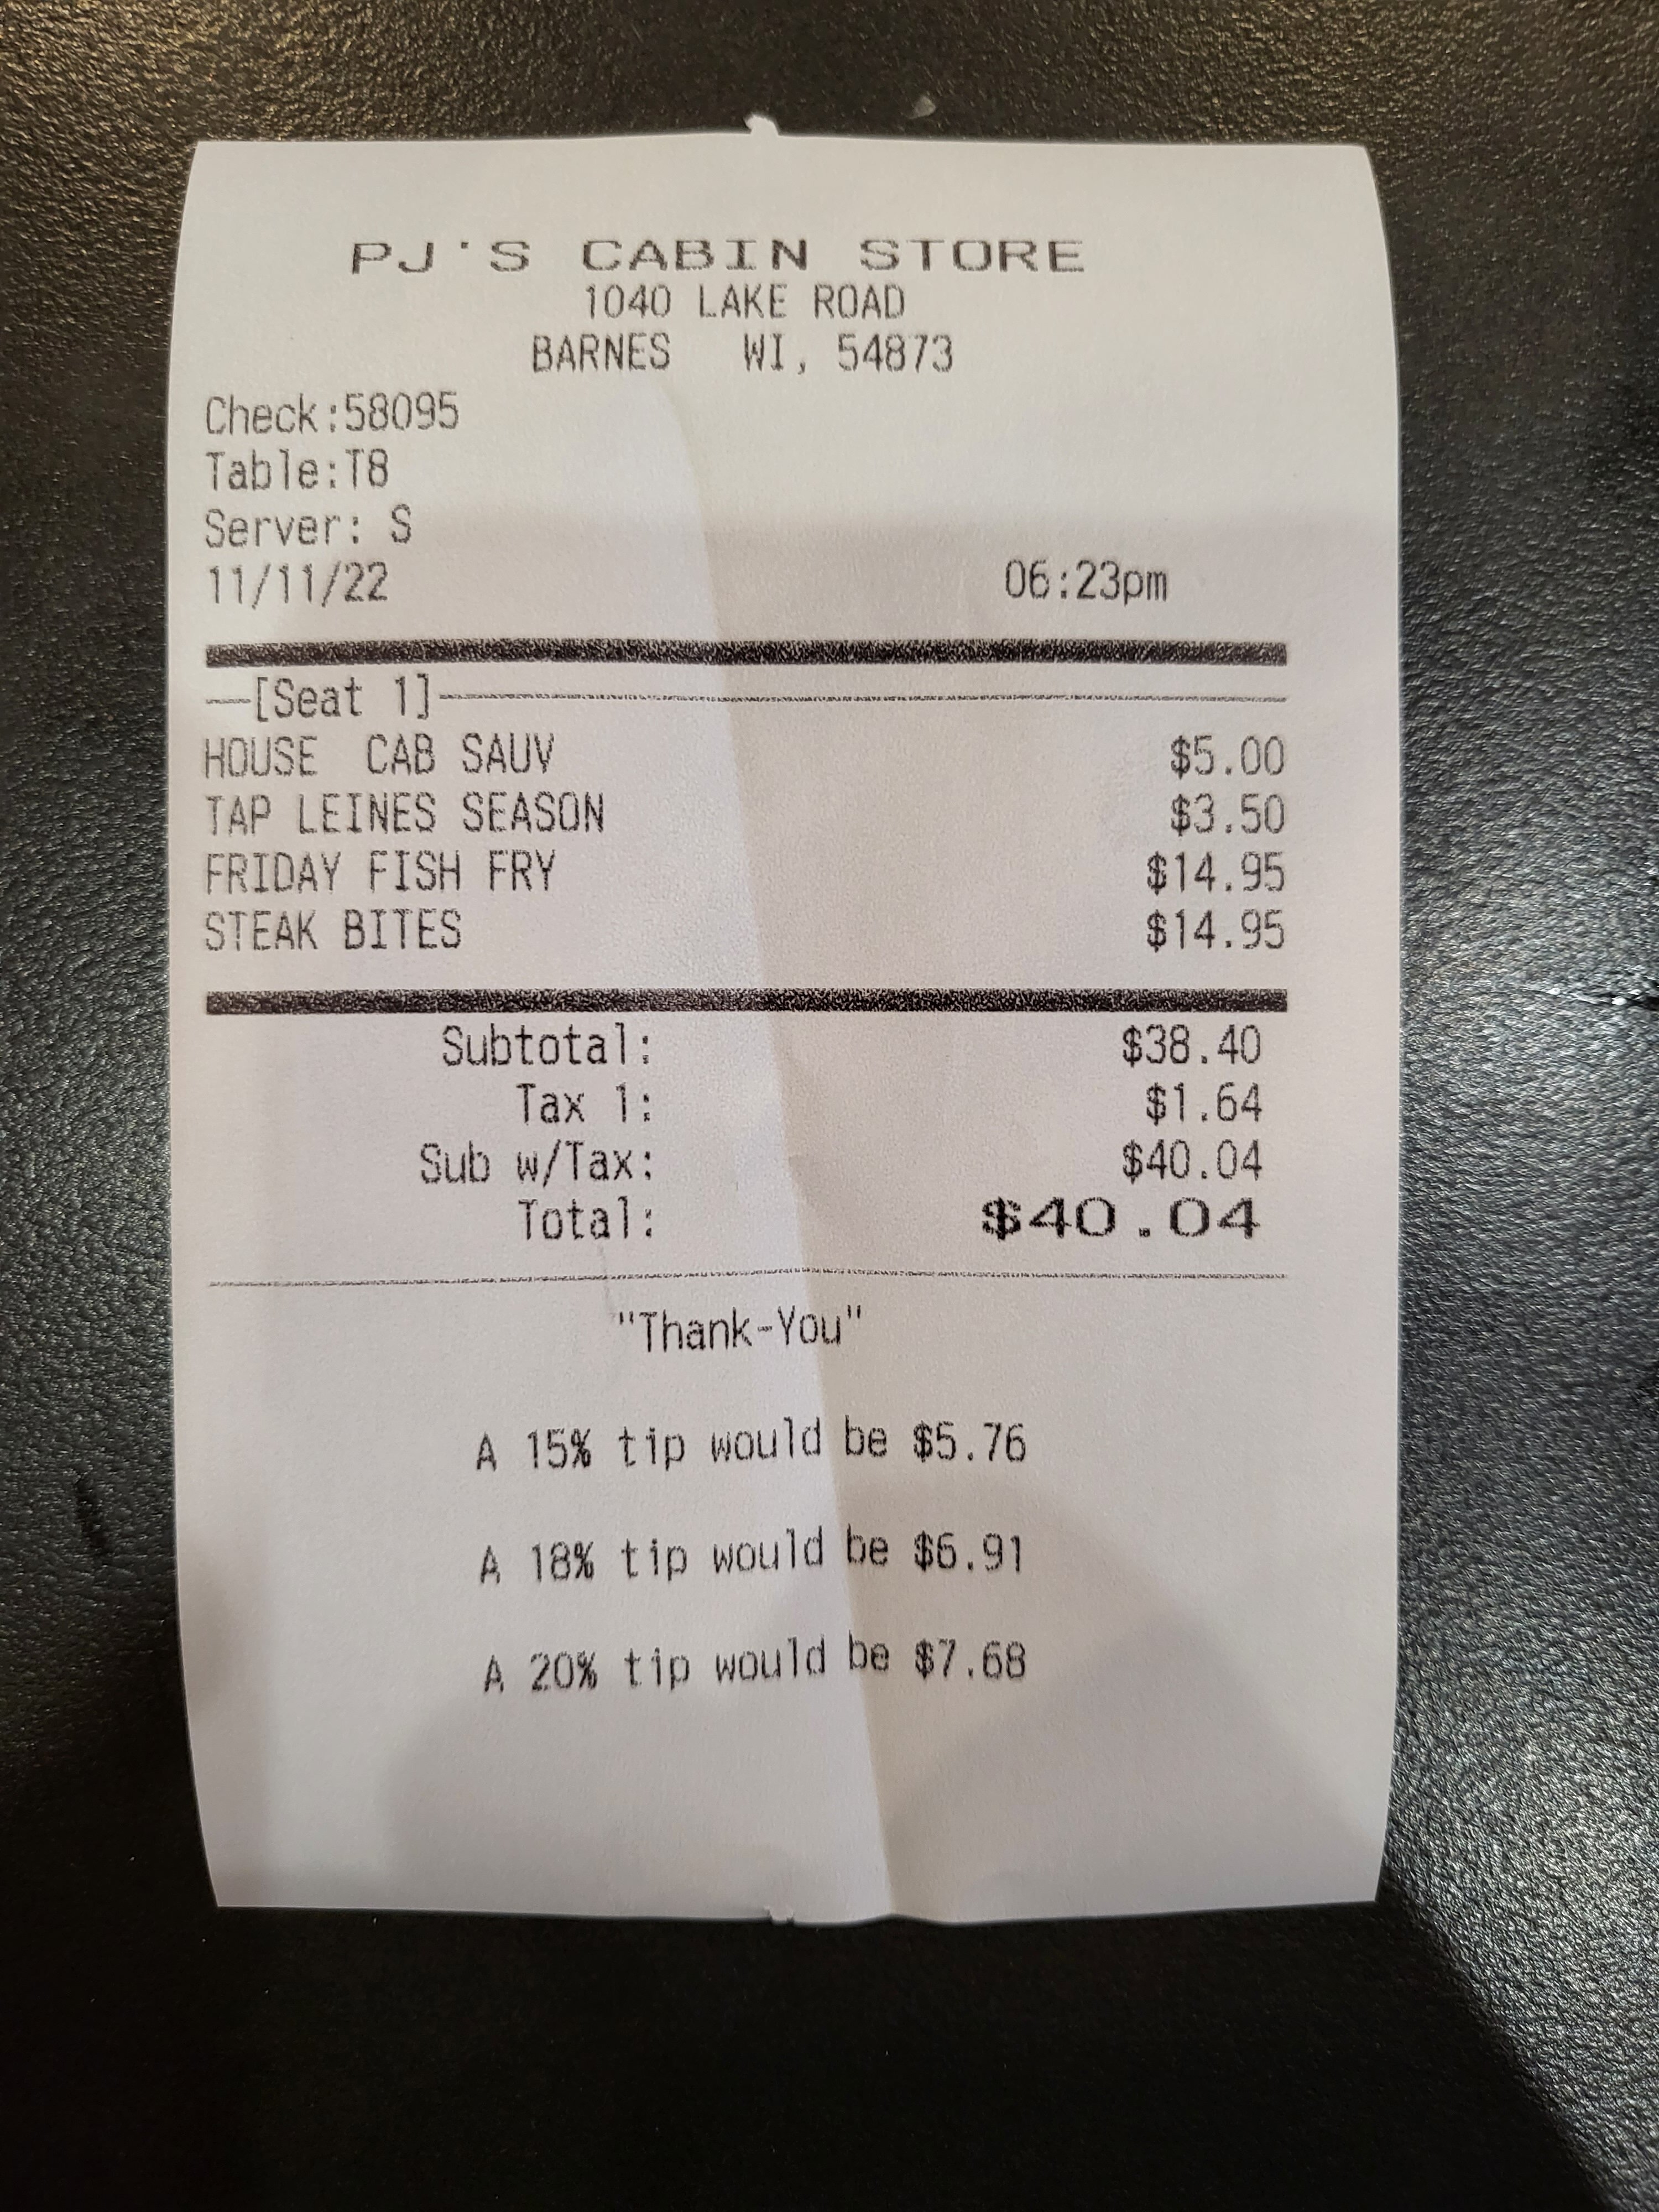 PJ'S CABIN STORE
1040 LAKE ROAD
BARNES WI, 54873
Check:58095
Table:T8
Server: S
11/11/22 06:23pm
[Seat 1]
HOUSE CAB SAUV $5.00
TAP LEINES SEASON $3.50
FRIDAY FISH FRY $14.95
STEAK BITES $14.95
Subtotal: $38.40
Tax 1: $1.64
Sub w/Tax: $40.04
Total: $40.04
"Thank-You"
A 15% tip would be $5.76
A 18% tip would be $6.91
A 20% tip would be $7.68